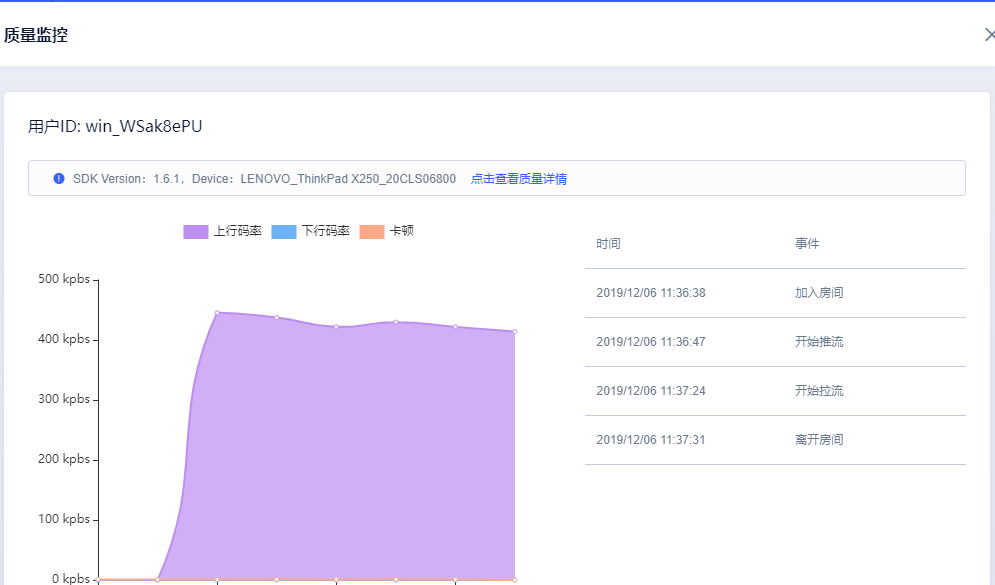 质量监控
用户ID: win_WSak8ePU
SDK Version：1.6.1，Device：LENOVO_ThinkPad X250_20CLS06800 点击查看质量详情
上行码率 下行码率 卡顿
500 kpbs
400 kpbs
300 kpbs
200 kpbs
100 kpbs
0 kpbs
时间 事件
2019/12/06 11:36:38 加入房间
2019/12/06 11:36:47 开始推流
2019/12/06 11:37:24 开始拉流
2019/12/06 11:37:31 离开房间